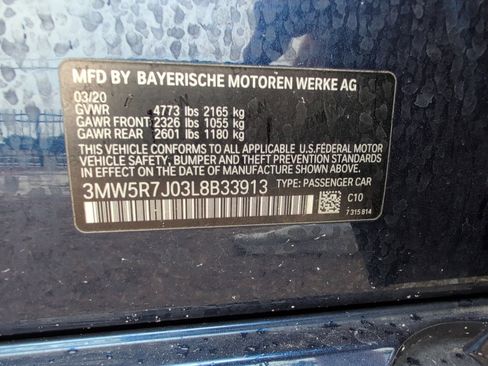 MFD BY BAYERISCHE MOTOREN WERKE AG
03/20
GVWR 4773 lbs 2165 kg
GAWR FRONT 2326 lbs 1055 kg
GAWR REAR 2601 lbs 1180 kg
THIS VEHICLE CONFORMS TO ALL APPLICABLE U.S.FEDERAL MOTOR
VEHICLE SAFETY, BUMPER AND THEFT PREVENTION STANDARDS
IN EFFECT ON THE DATE OF MANUFACTURE SHOWN ABOVE.
3MW5R7J03L8B33913 TYPE: PASSENGER CAR
C10
7 315 814